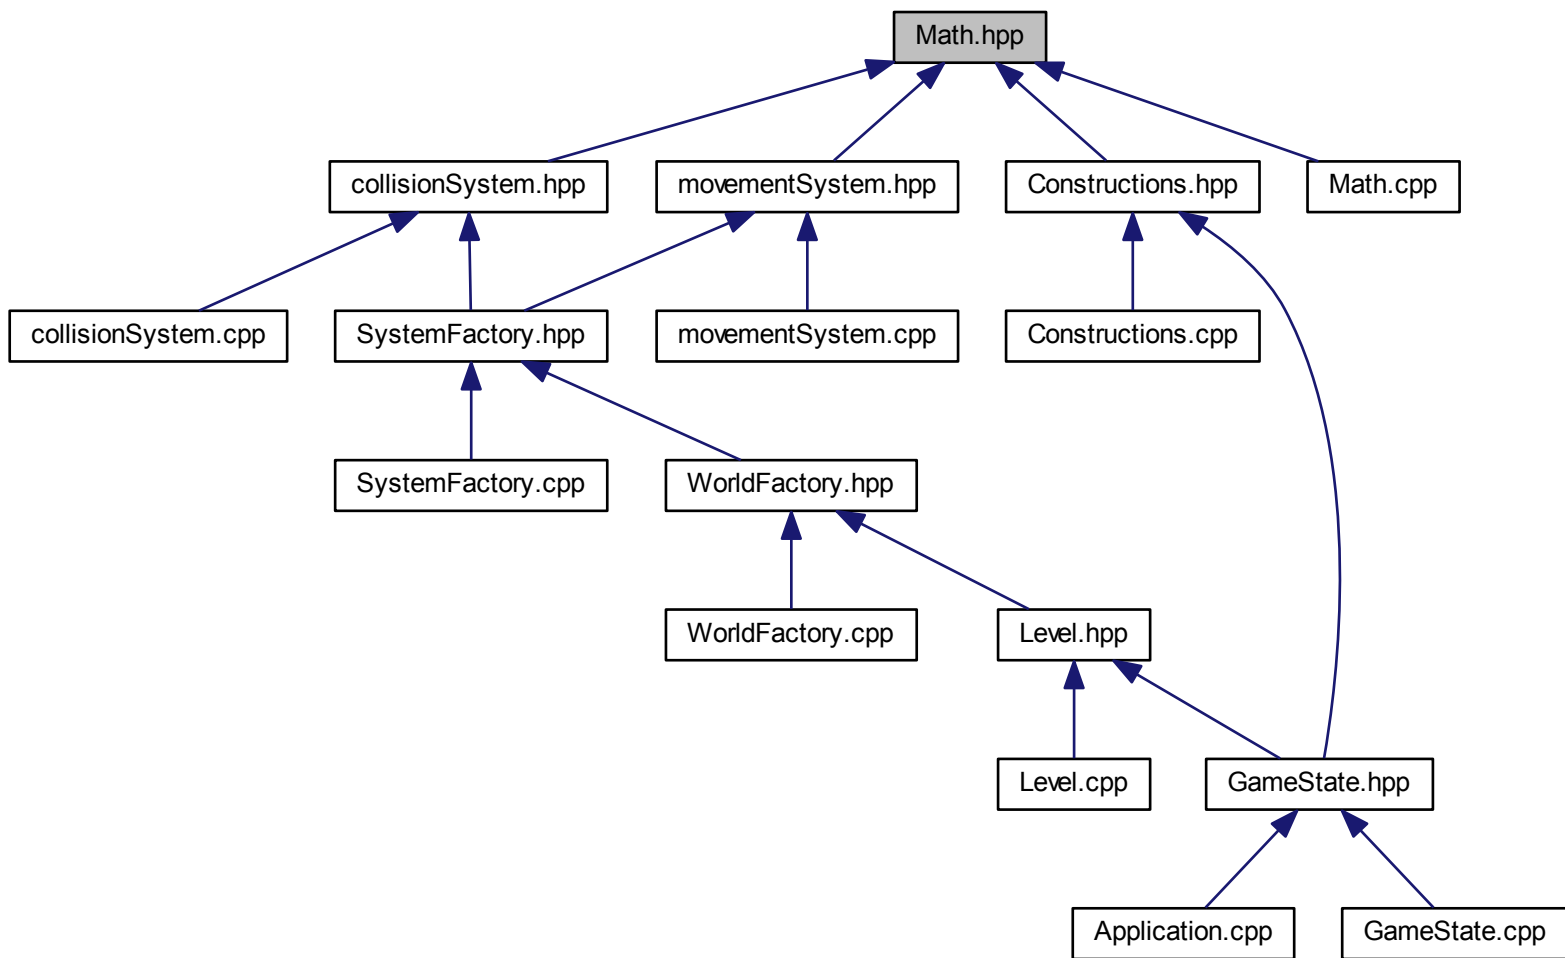 Math.hpp
collisionSystem.hpp
movementSystem.hpp
Constructions.hpp
Math.cpp
collisionSystem.cpp
SystemFactory.hpp
movementSystem.cpp
Constructions.cpp
SystemFactory.cpp
WorldFactory.hpp
WorldFactory.cpp
Level.hpp
Level.cpp
GameState.hpp
Application.cpp
GameState.cpp